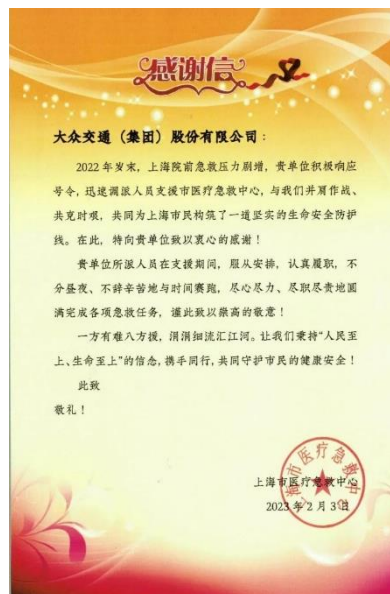 感谢信
大众交通（集团）股份有限公司：
2022年岁末，上海院前急救压力剧增，贵单位积极响应
号令，迅速调派人员支援市医疗急救中心，与我们并肩作战、
共克时艰，共同为上海市民构筑了一道坚实的生命安全防护
线。在此，特向贵单位致以衷心的感谢！
贵单位所派人员在支援期间，服从安排，认真履职，不
分昼夜、不辞辛苦地与时间赛跑，尽心尽力、尽职尽责地圆
满完成各项急救任务，谨此致以崇高的敬意！
一方有难八方援，涓涓细流汇江河。让我们秉持“人民至
上、生命至上”的信念，携手同行，共同守护市民的健康安全！
此致
敬礼！
上海市医疗急救中心
2023年2月3日
上海市医疗急救中心